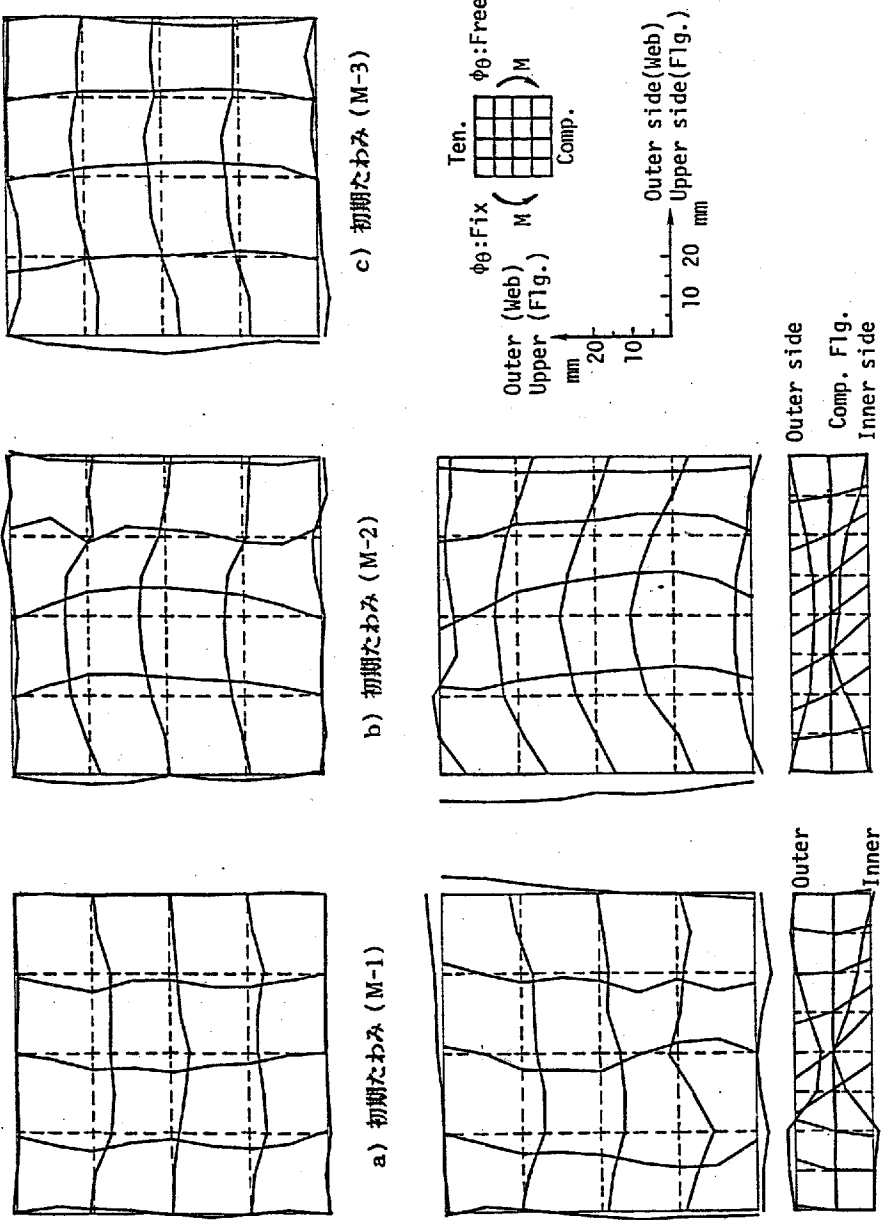 a) 初期たわみ (M-1)
b) 初期たわみ (M-2)
c) 初期たわみ (M-3)
Outer
Inner
Outer side
Comp. Flg.
Inner side
Ten.
φθ:Fix
φθ:Free
M
M
Comp.
Outer (Web)
Upper (Flg.)
mm
20
10
10
20
mm
Outer side(Web)
Upper side(Flg.)